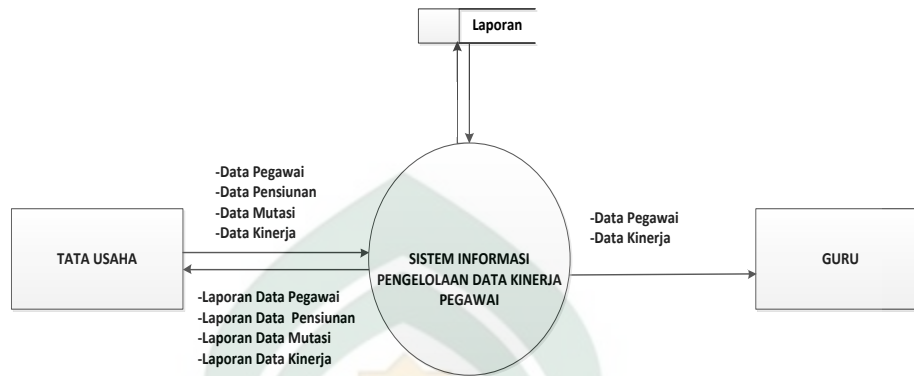 Laporan
-Data Pegawai
-Data Pensiunan
-Data Mutasi
-Data Kinerja
TATA USAHA
-Laporan Data Pegawai
-Laporan Data Pensiunan
-Laporan Data Mutasi
-Laporan Data Kinerja
SISTEM INFORMASI
PENGELOLAAN DATA KINERJA
PEGAWAI
-Data Pegawai
-Data Kinerja
GURU